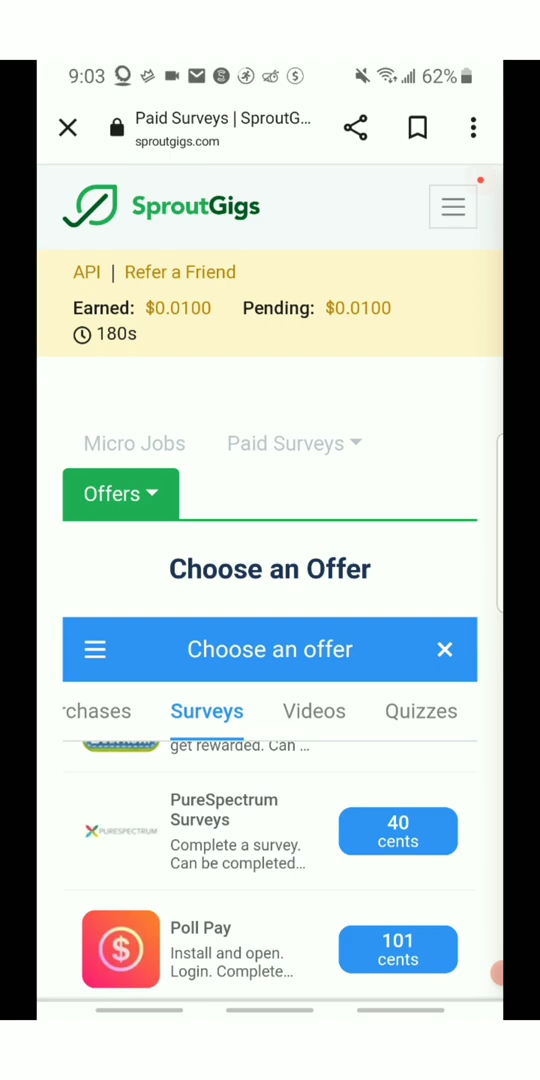 9:03 62%
Paid Surveys | SproutG...
sproutgigs.com
SproutGigs
API | Refer a Friend
Earned: $0.0100 Pending: $0.0100
180s
Micro Jobs Paid Surveys
Offers
Choose an Offer
Choose an offer
rchases Surveys Videos Quizzes
get rewarded. Can ...
PureSpectrum
Surveys
PURESPECTRUM
Complete a survey.
Can be completed...
40
cents
Poll Pay
Install and open.
Login. Complete...
101
cents